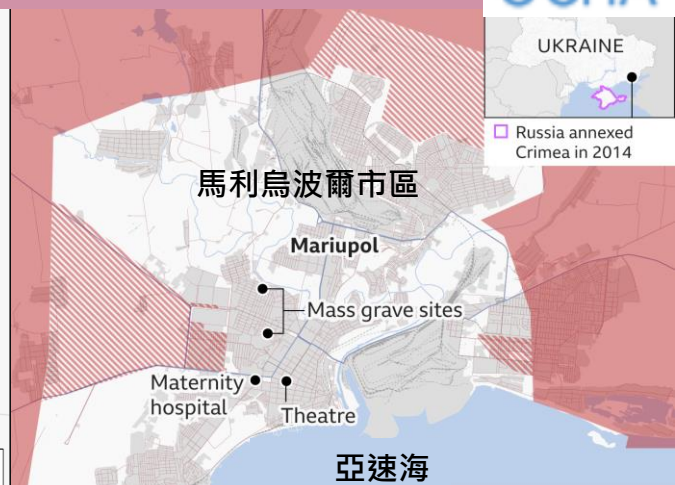 UKRAINE
Russia annexed
Crimea in 2014
馬利烏波爾市區
Mariupol
Mass grave sites
Maternity
hospital
Theatre
亞速海